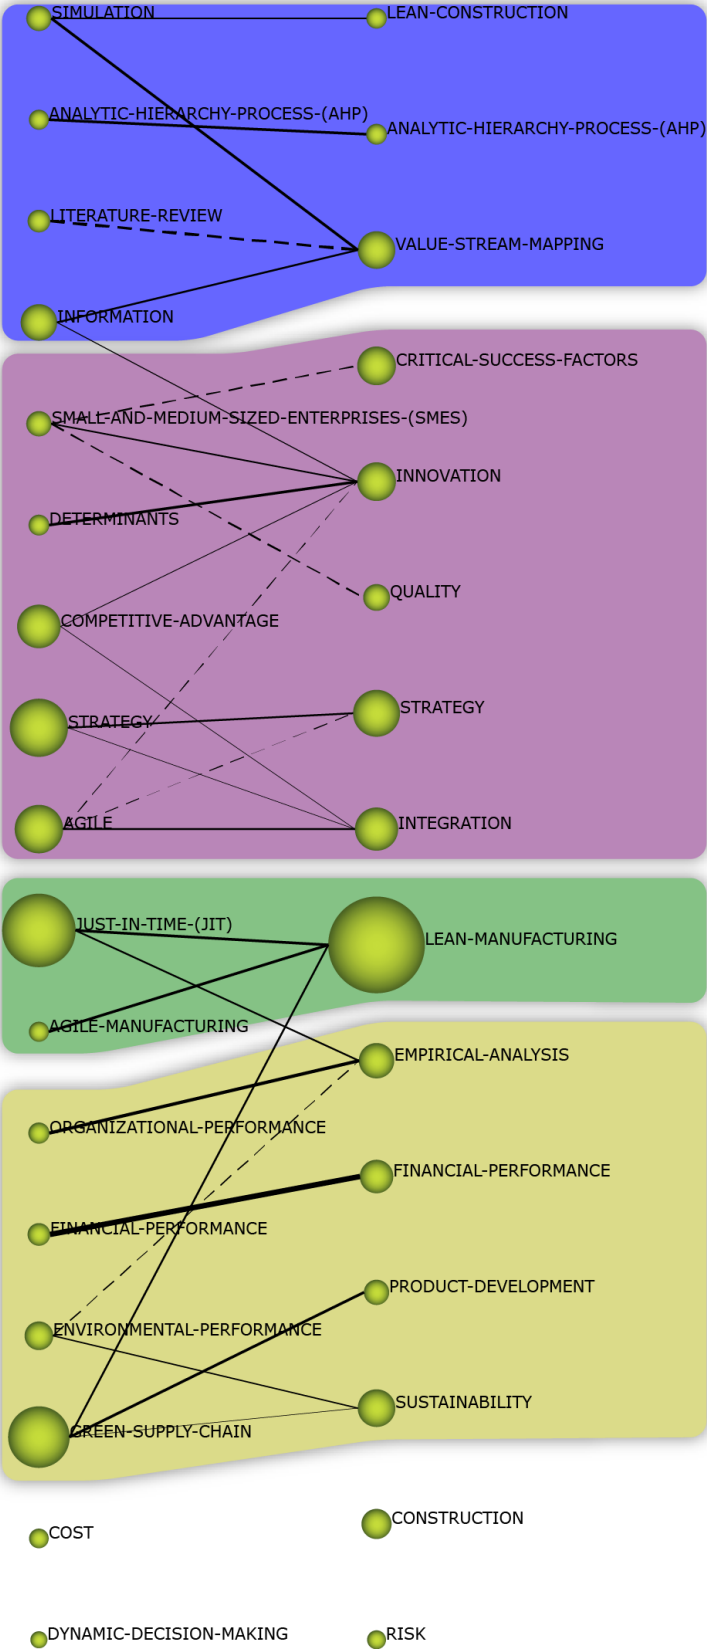 SIMULATION
LEAN-CONSTRUCTION
ANALYTIC-HIERARCHY-PROCESS-(AHP)
ANALYTIC-HIERARCHY-PROCESS-(AHP)
LITERATURE-REVIEW
VALUE-STREAM-MAPPING
INFORMATION
CRITICAL-SUCCESS-FACTORS
SMALL-AND-MEDIUM-SIZED-ENTERPRISES-(SMES)
INNOVATION
DETERMINANTS
QUALITY
COMPETITIVE-ADVANTAGE
STRATEGY
STRATEGY
AGILE
INTEGRATION
JUST-IN-TIME-(JIT)
LEAN-MANUFACTURING
AGILE-MANUFACTURING
EMPIRICAL-ANALYSIS
ORGANIZATIONAL-PERFORMANCE
FINANCIAL-PERFORMANCE
FINANCIAL-PERFORMANCE
PRODUCT-DEVELOPMENT
ENVIRONMENTAL-PERFORMANCE
SUSTAINABILITY
GREEN-SUPPLY-CHAIN
CONSTRUCTION
COST
DYNAMIC-DECISION-MAKING
RISK